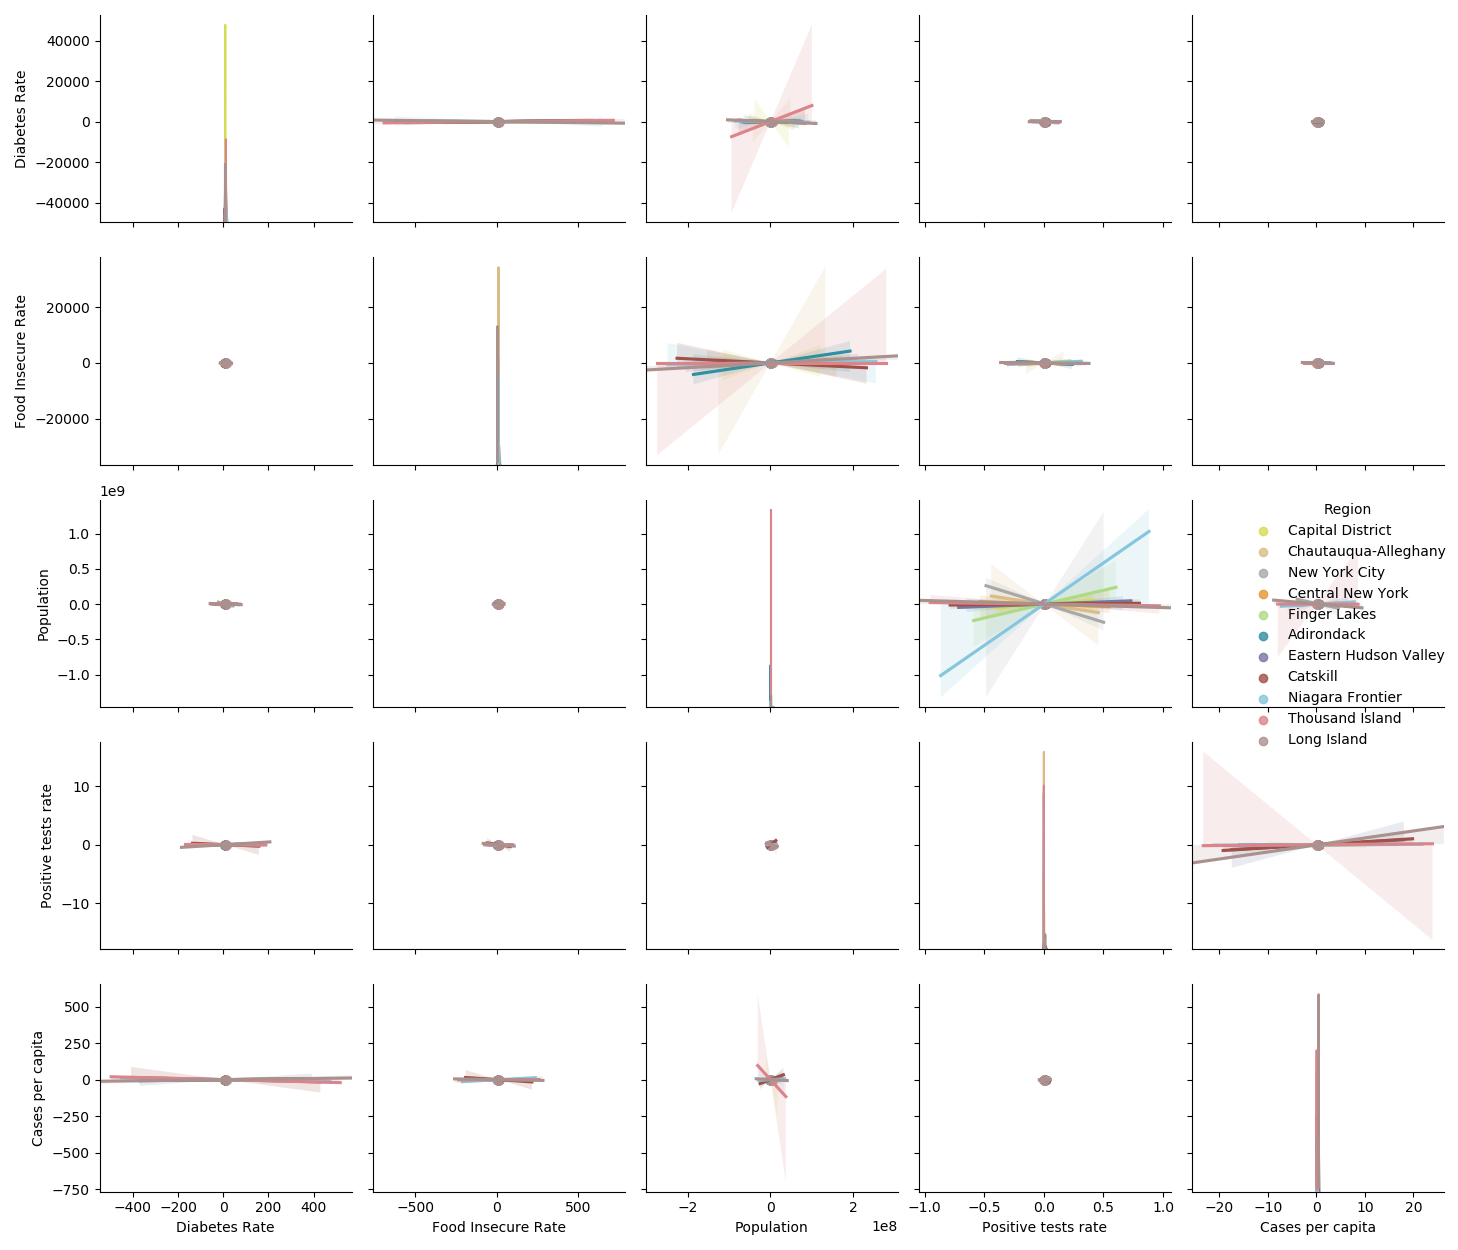 40000
20000
0
−20000
−40000
Diabetes Rate
20000
0
−20000
Food Insecure Rate
1e9
1.0
0.5
0.0
−0.5
−1.0
Population
Region
Capital District
Chautauqua-Alleghany
New York City
Central New York
Finger Lakes
Adirondack
Eastern Hudson Valley
Catskill
Niagara Frontier
Thousand Island
Long Island
10
0
−10
Positive tests rate
500
250
0
−250
−500
−750
Cases per capita
−400 −200 0 200 400
Diabetes Rate
−500 0 500
Food Insecure Rate
−2 0 2
1e8
Population
−1.0 −0.5 0.0 0.5 1.0
Positive tests rate
−20 −10 0 10 20
Cases per capita